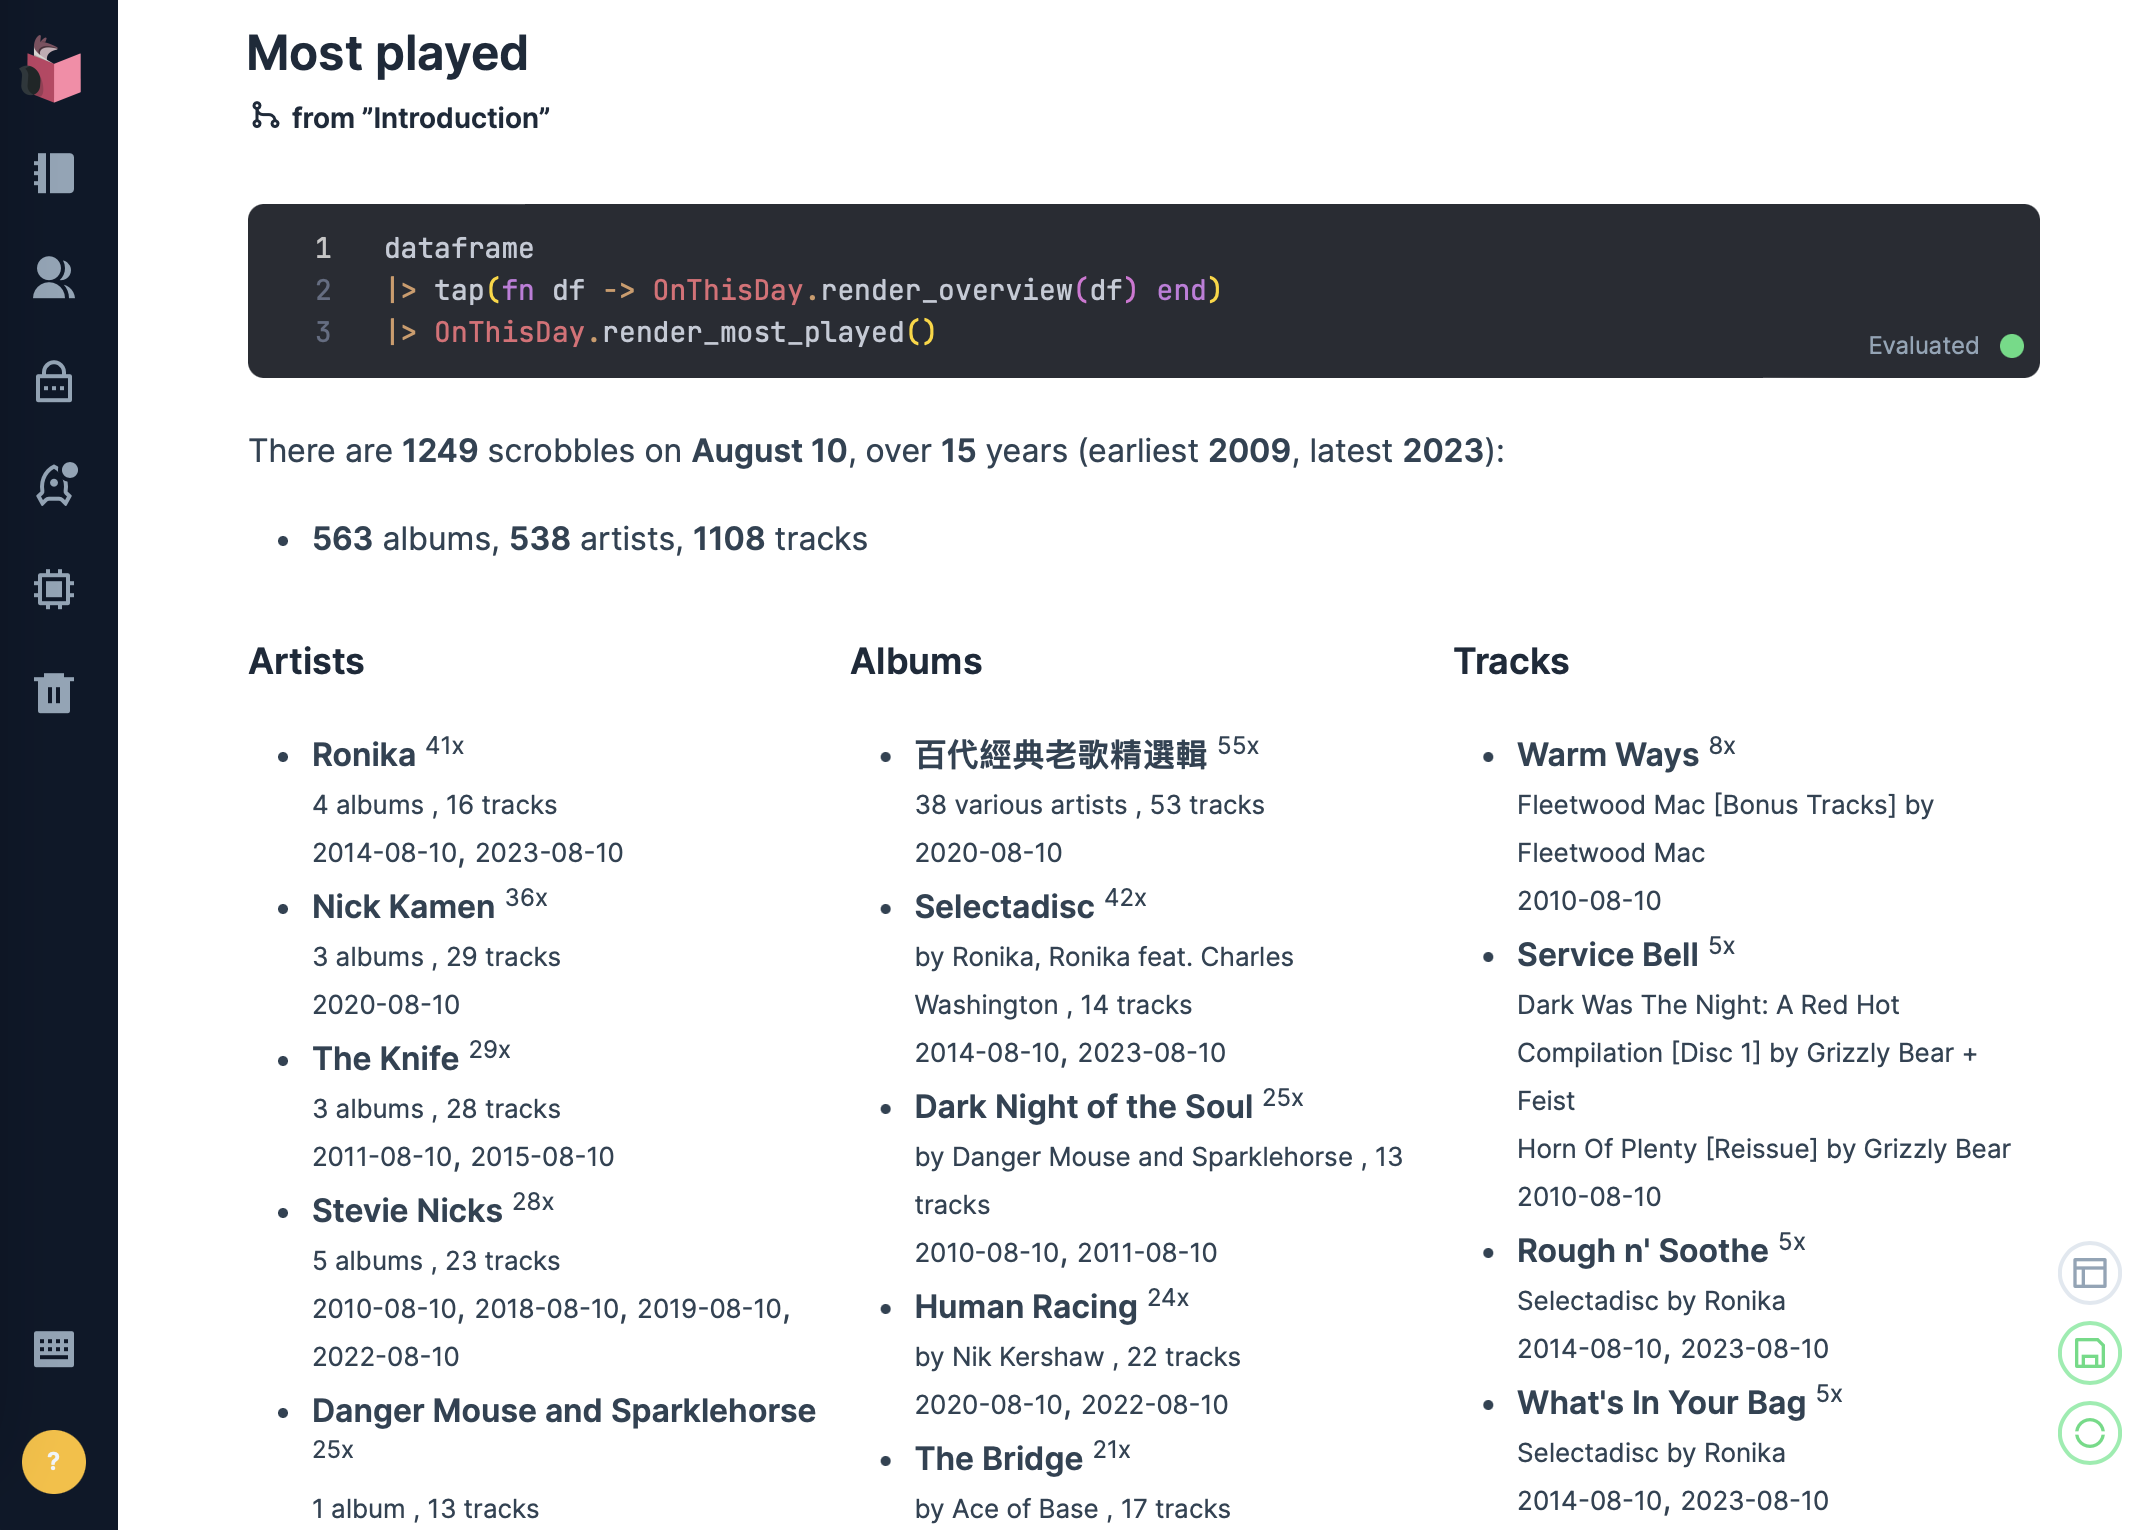 Most played
from ”Introduction”
1 dataframe
2 |> tap(fn df -> OnThisDay.render_overview(df) end)
3 |> OnThisDay.render_most_played()
Evaluated
There are 1249 scrobbles on August 10, over 15 years (earliest 2009, latest 2023):
• 563 albums, 538 artists, 1108 tracks
Artists
• Ronika 41x
4 albums , 16 tracks
2014-08-10, 2023-08-10
• Nick Kamen 36x
3 albums , 29 tracks
2020-08-10
• The Knife 29x
3 albums , 28 tracks
2011-08-10, 2015-08-10
• Stevie Nicks 28x
5 albums , 23 tracks
2010-08-10, 2018-08-10, 2019-08-10,
2022-08-10
• Danger Mouse and Sparklehorse
25x
1 album , 13 tracks
Albums
• 百代經典老歌精選輯 55x
38 various artists , 53 tracks
2020-08-10
• Selectadisc 42x
by Ronika, Ronika feat. Charles
Washington , 14 tracks
2014-08-10, 2023-08-10
• Dark Night of the Soul 25x
by Danger Mouse and Sparklehorse , 13
tracks
2010-08-10, 2011-08-10
• Human Racing 24x
by Nik Kershaw , 22 tracks
2020-08-10, 2022-08-10
• The Bridge 21x
by Ace of Base , 17 tracks
Tracks
• Warm Ways 8x
Fleetwood Mac [Bonus Tracks] by
Fleetwood Mac
2010-08-10
• Service Bell 5x
Dark Was The Night: A Red Hot
Compilation [Disc 1] by Grizzly Bear +
Feist
Horn Of Plenty [Reissue] by Grizzly Bear
2010-08-10
• Rough n' Soothe 5x
Selectadisc by Ronika
2014-08-10, 2023-08-10
• What's In Your Bag 5x
Selectadisc by Ronika
2014-08-10, 2023-08-10
?